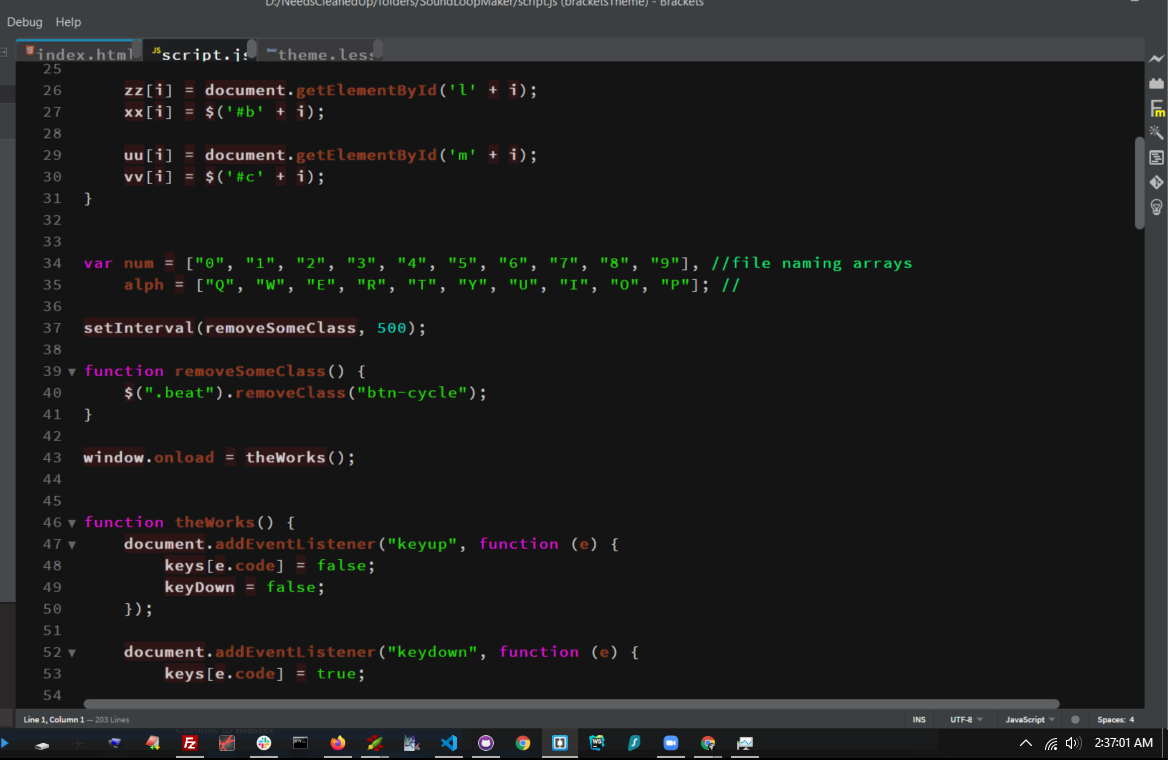 D:/NeedsCleanedUp/folders/SoundLoopMaker/script.js (bracketsTheme) - Brackets
Debug Help
index.html JS script.js theme.less
25
26 zz[i] = document.getElementById('l' + i);
27 xx[i] = $('#b' + i);
28
29 uu[i] = document.getElementById('m' + i);
30 vv[i] = $('#c' + i);
31 }
32
33
34 var num = ["0", "1", "2", "3", "4", "5", "6", "7", "8", "9"], //file naming arrays
35 alph = ["Q", "W", "E", "R", "T", "Y", "U", "I", "O", "P"]; //
36
37 setInterval(removeSomeClass, 500);
38
39 function removeSomeClass() {
40 $(".beat").removeClass("btn-cycle");
41 }
42
43 window.onload = theWorks();
44
45
46 function theWorks() {
47 document.addEventListener("keyup", function (e) {
48 keys[e.code] = false;
49 keyDown = false;
50 });
51
52 document.addEventListener("keydown", function (e) {
53 keys[e.code] = true;
54
Line 1, Column 1 — 203 Lines INS UTF-8 JavaScript Spaces: 4
2:37:01 AM